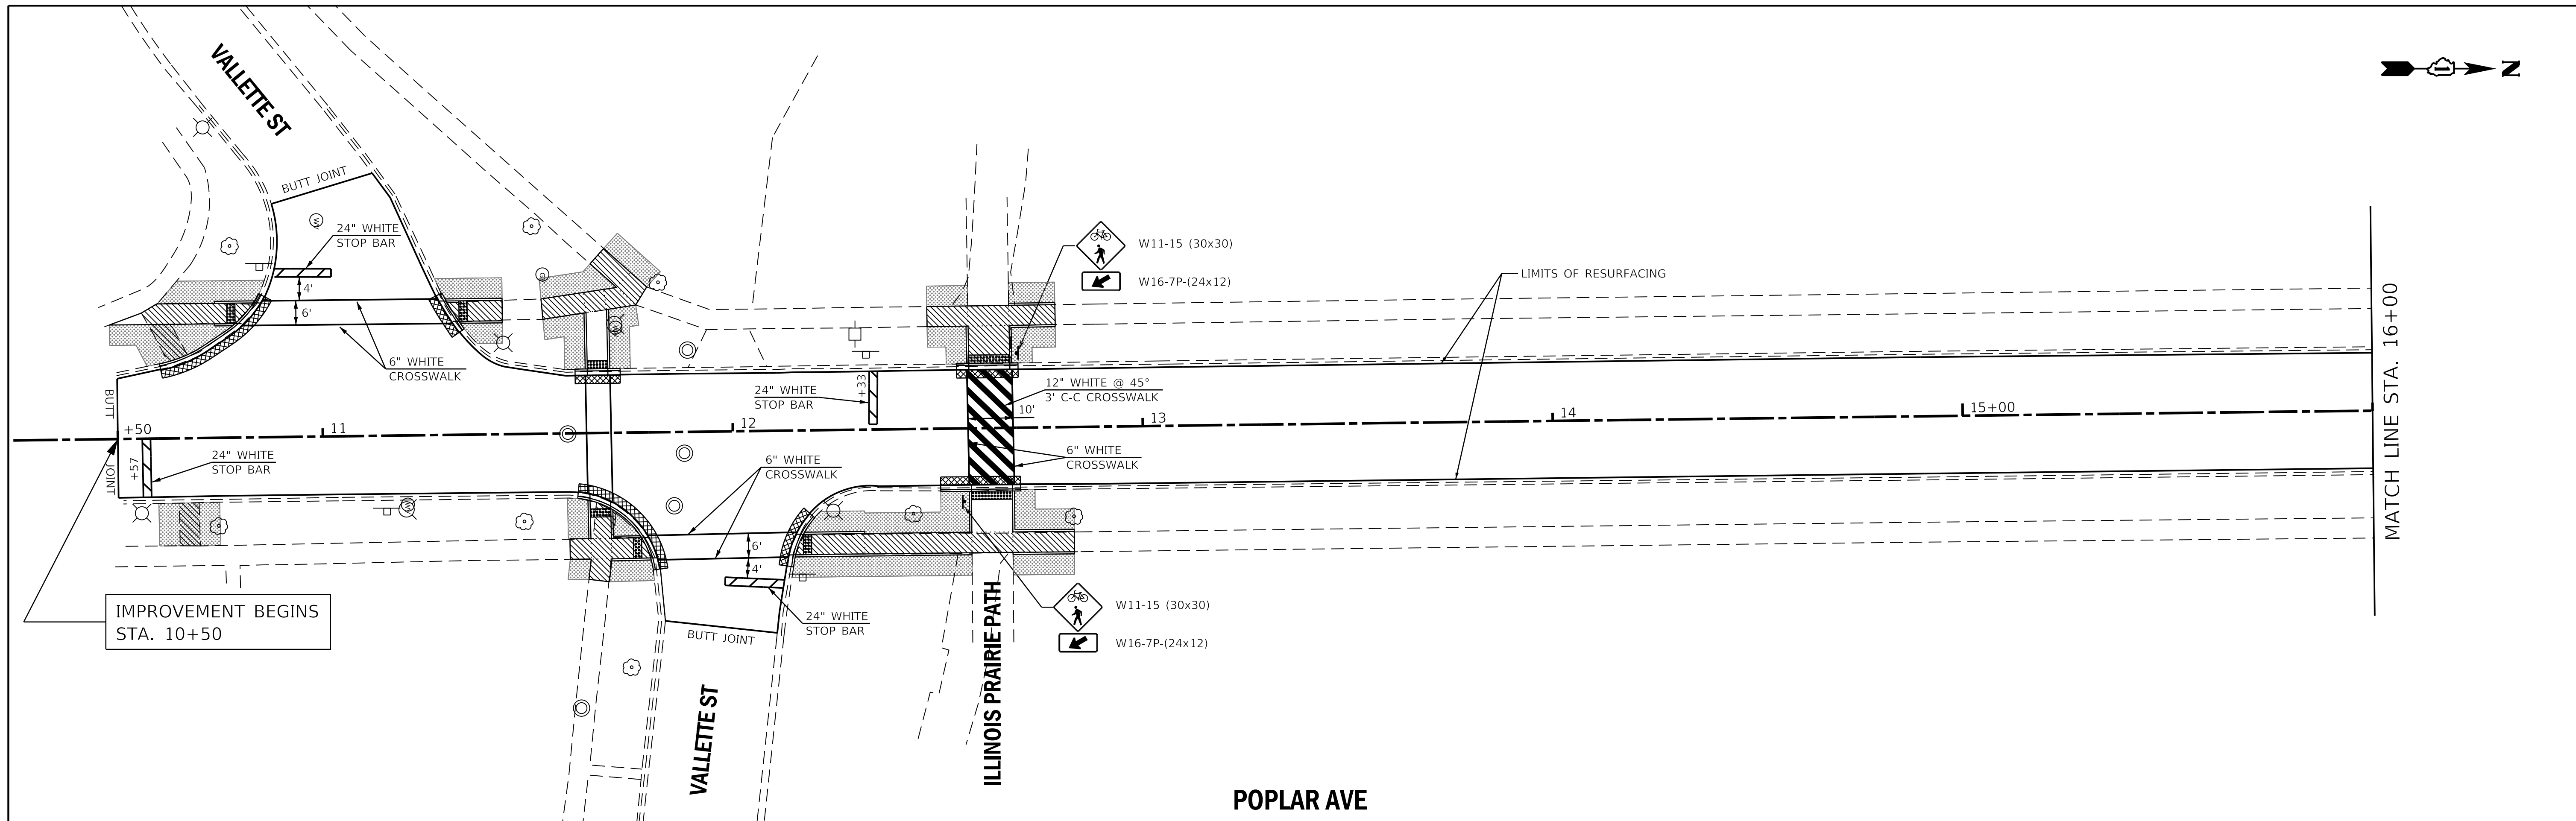 VALLETTE ST
N
BUTT JOINT
24" WHITE
STOP BAR
4'
6'
6" WHITE
CROSSWALK
W11-15 (30x30)
W16-7P-(24x12)
LIMITS OF RESURFACING
MATCH LINE STA. 16+00
24" WHITE
STOP BAR
+33
12" WHITE @ 45°
3' C-C CROSSWALK
10'
BUTT
JOINT
+50
11
12
13
14
15+00
+57
24" WHITE
STOP BAR
6" WHITE
CROSSWALK
6" WHITE
CROSSWALK
6'
4'
24" WHITE
STOP BAR
BUTT JOINT
IMPROVEMENT BEGINS
STA. 10+50
W11-15 (30x30)
W16-7P-(24x12)
VALLETTE ST
ILLINOIS PRAIRIE PATH
POPLAR AVE